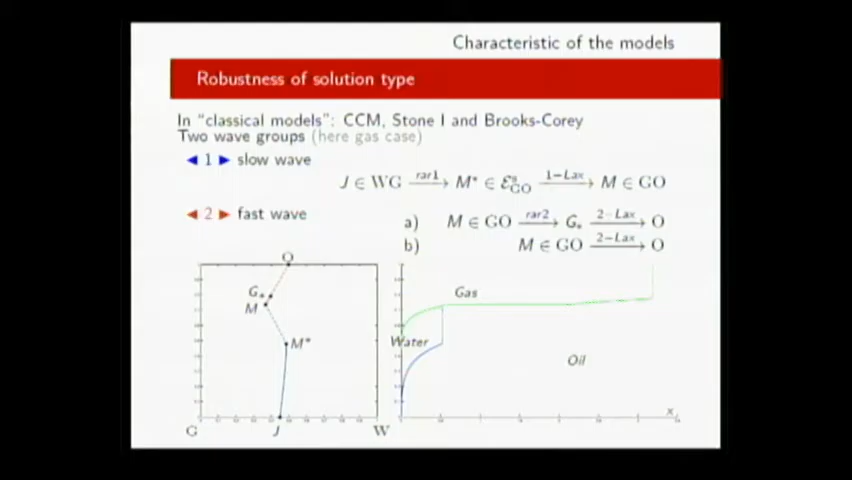 Characteristic of the models
Robustness of solution type
In "classical models": CCM, Stone I and Brooks-Corey
Two wave groups (here gas case)
◄ 1 ► slow wave
J ∈ WG —rar1→ M* ∈ ℰˢ_GO —1−Lax→ M ∈ GO
◄ 2 ► fast wave
a) M ∈ GO —rar2→ G* —2−Lax→ O
b) M ∈ GO —2−Lax→ O
O
G*
M
M*
G
J
W
Gas
Water
Oil
x